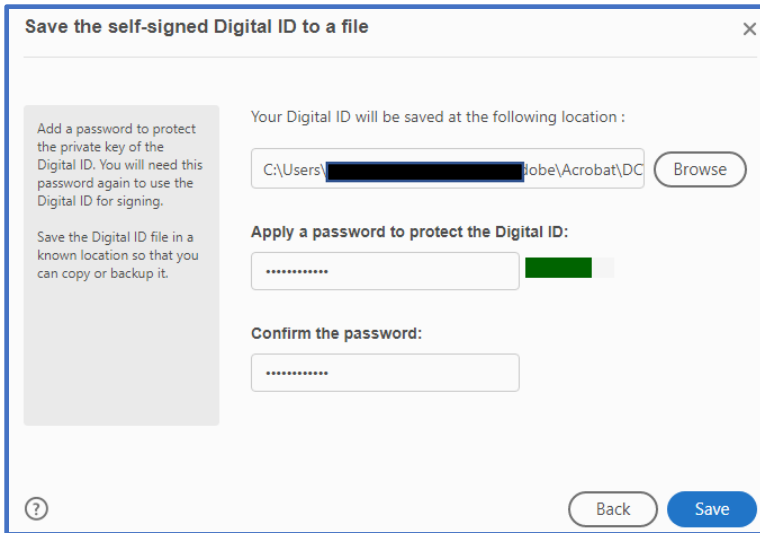 Save the self-signed Digital ID to a file
Add a password to protect
the private key of the
Digital ID. You will need this
password again to use the
Digital ID for signing.
Save the Digital ID file in a
known location so that you
can copy or backup it.
Your Digital ID will be saved at the following location :
C:\Users\ dobe\Acrobat\DC
Browse
Apply a password to protect the Digital ID:
••••••••••••
Confirm the password:
••••••••••••
?
Back
Save